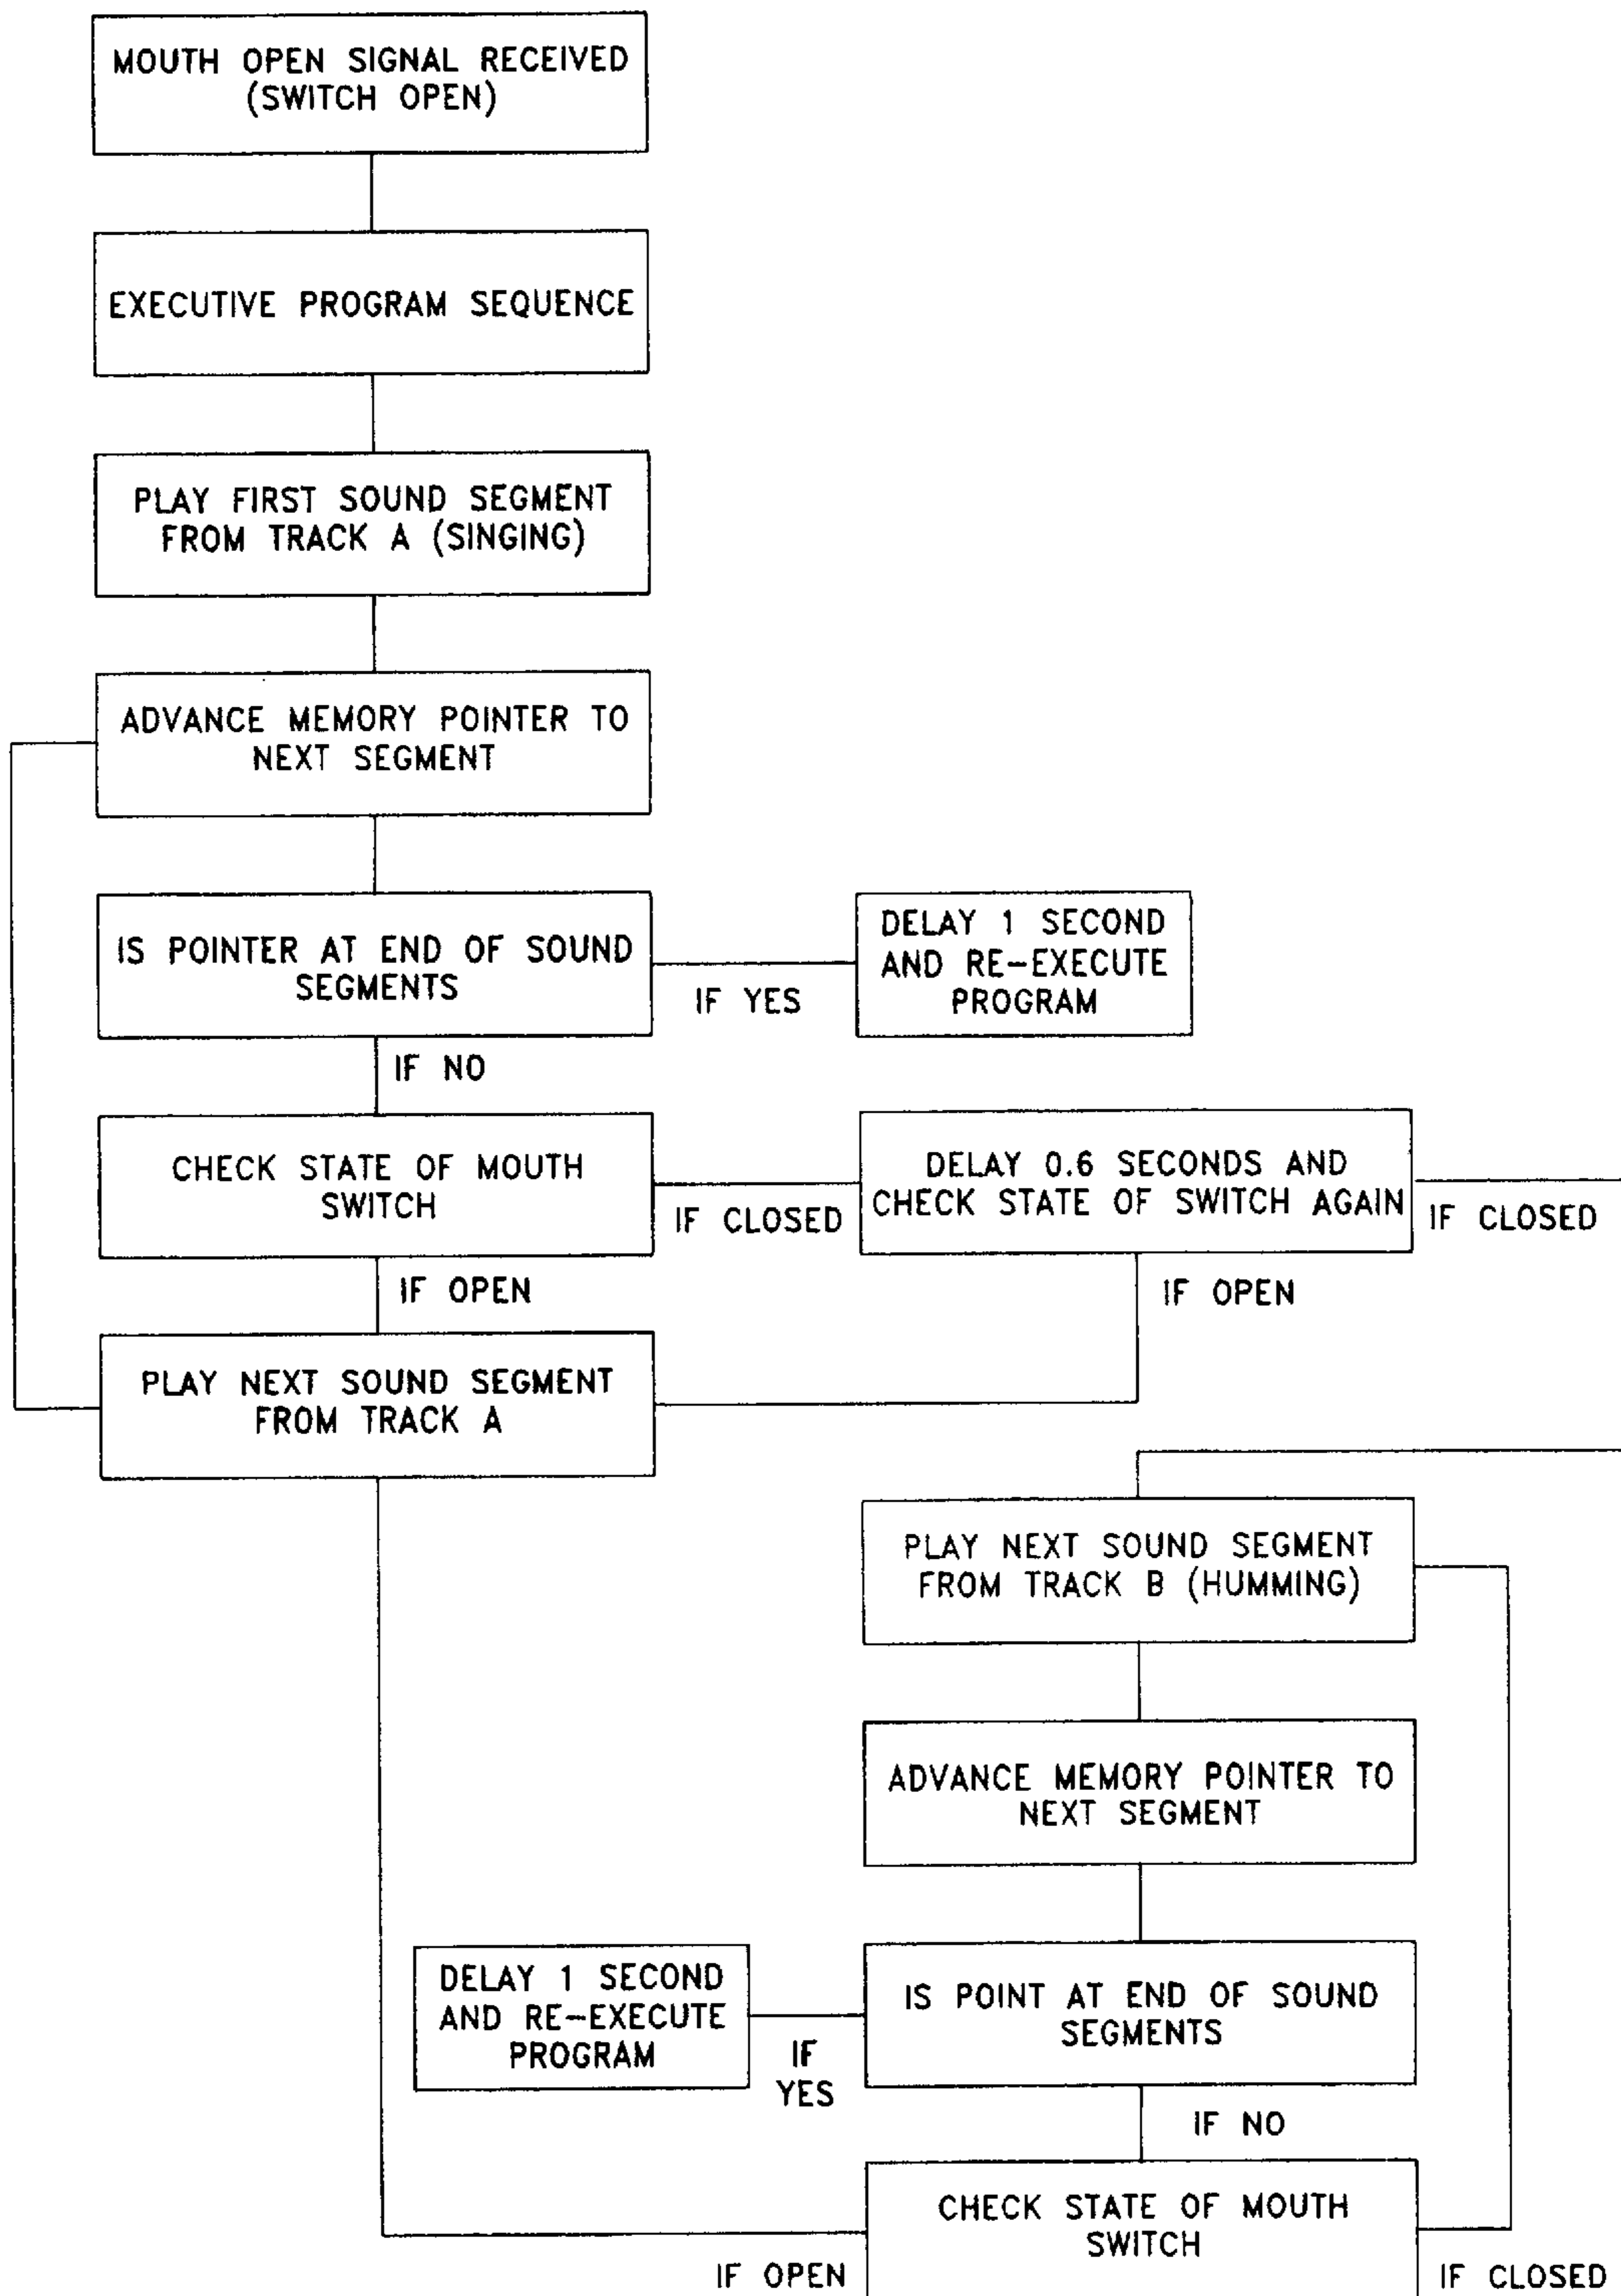 MOUTH OPEN SIGNAL RECEIVED
(SWITCH OPEN)
EXECUTIVE PROGRAM SEQUENCE
PLAY FIRST SOUND SEGMENT
FROM TRACK A (SINGING)
ADVANCE MEMORY POINTER TO
NEXT SEGMENT
IS POINTER AT END OF SOUND
SEGMENTS
IF YES
DELAY 1 SECOND
AND RE-EXECUTE
PROGRAM
IF NO
CHECK STATE OF MOUTH
SWITCH
IF CLOSED
DELAY 0.6 SECONDS AND
CHECK STATE OF SWITCH AGAIN
IF CLOSED
IF OPEN
IF OPEN
PLAY NEXT SOUND SEGMENT
FROM TRACK A
PLAY NEXT SOUND SEGMENT
FROM TRACK B (HUMMING)
ADVANCE MEMORY POINTER TO
NEXT SEGMENT
IS POINT AT END OF SOUND
SEGMENTS
IF
YES
DELAY 1 SECOND
AND RE-EXECUTE
PROGRAM
IF NO
CHECK STATE OF MOUTH
SWITCH
IF OPEN
IF CLOSED